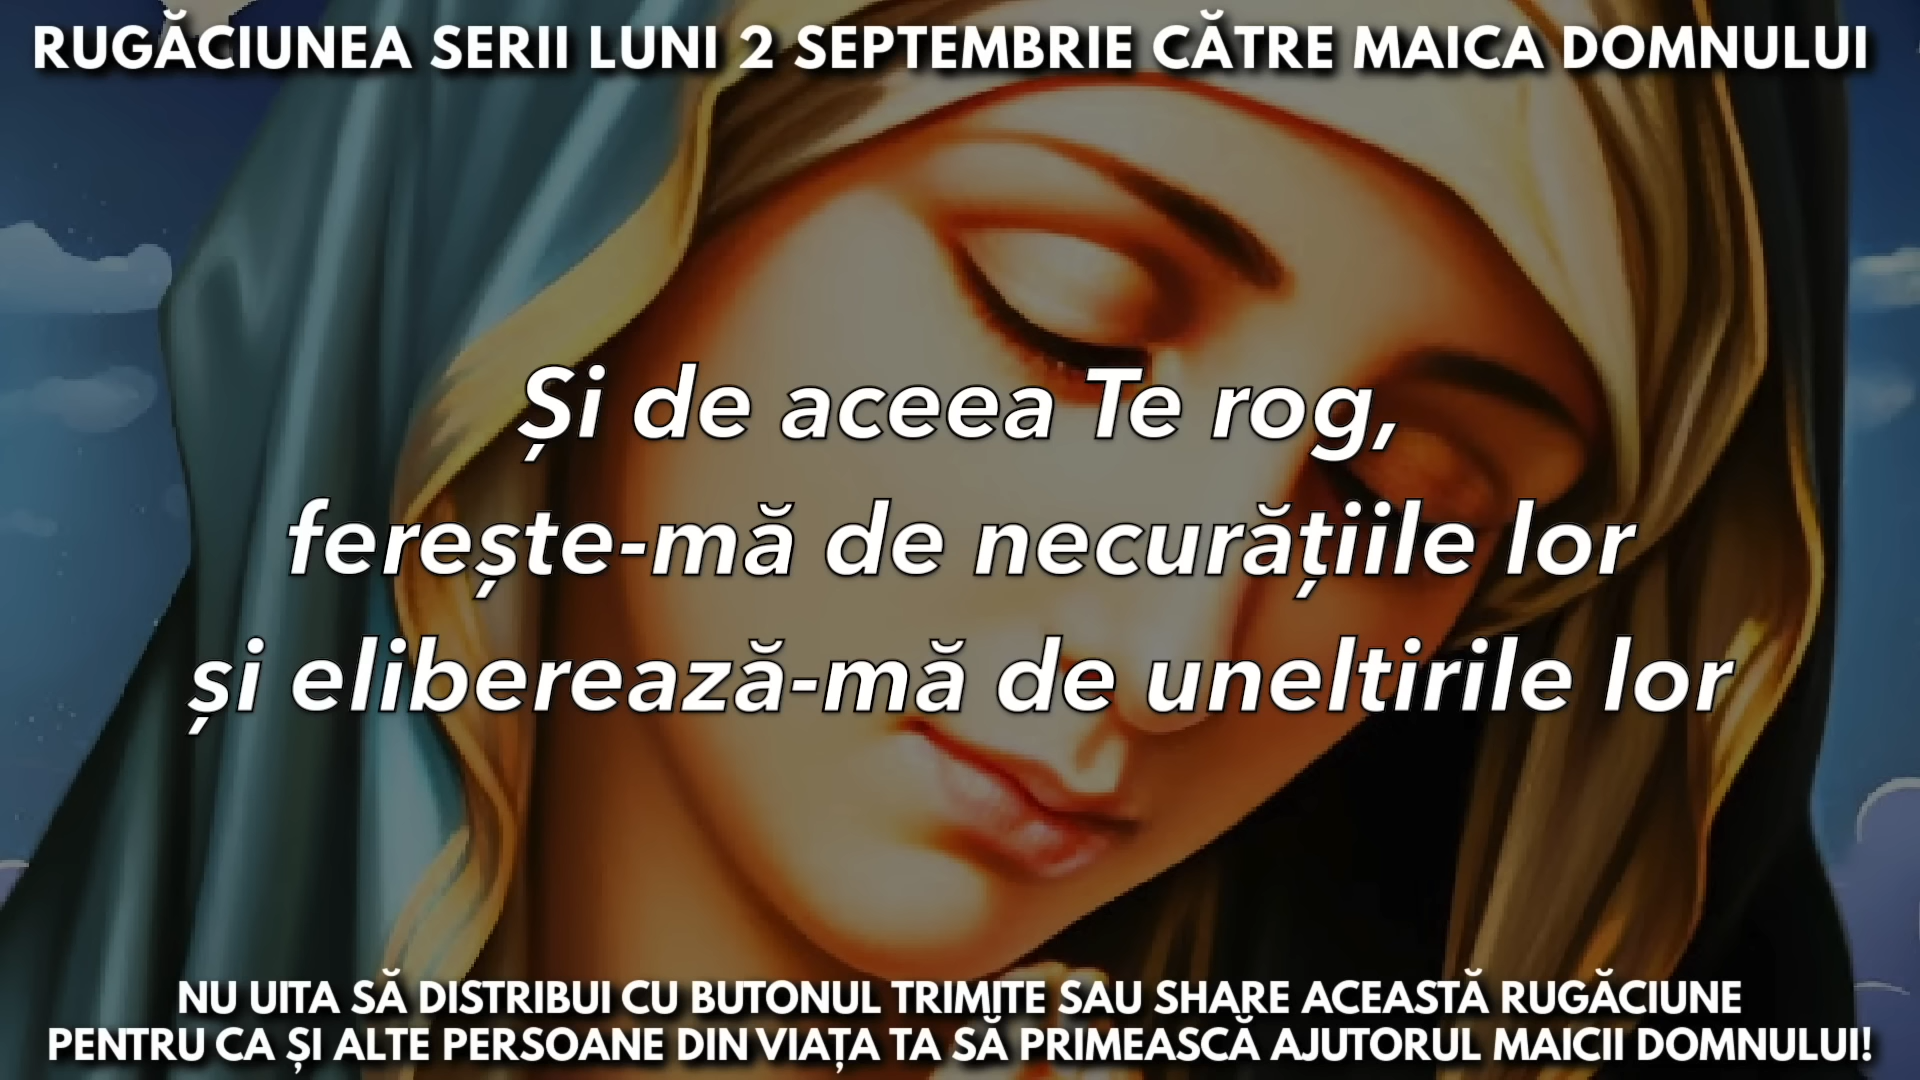 RUGĂCIUNEA SERII LUNI 2 SEPTEMBRIE CĂTRE MAICA DOMNULUI
Și de aceea Te rog,
ferește-mă de necurățiile lor
și eliberează-mă de uneltirile lor
NU UITA SĂ DISTRIBUI CU BUTONUL TRIMITE SAU SHARE ACEASTĂ RUGĂCIUNE
PENTRU CA ȘI ALTE PERSOANE DIN VIAȚA TA SĂ PRIMEASCĂ AJUTORUL MAICII DOMNULUI!